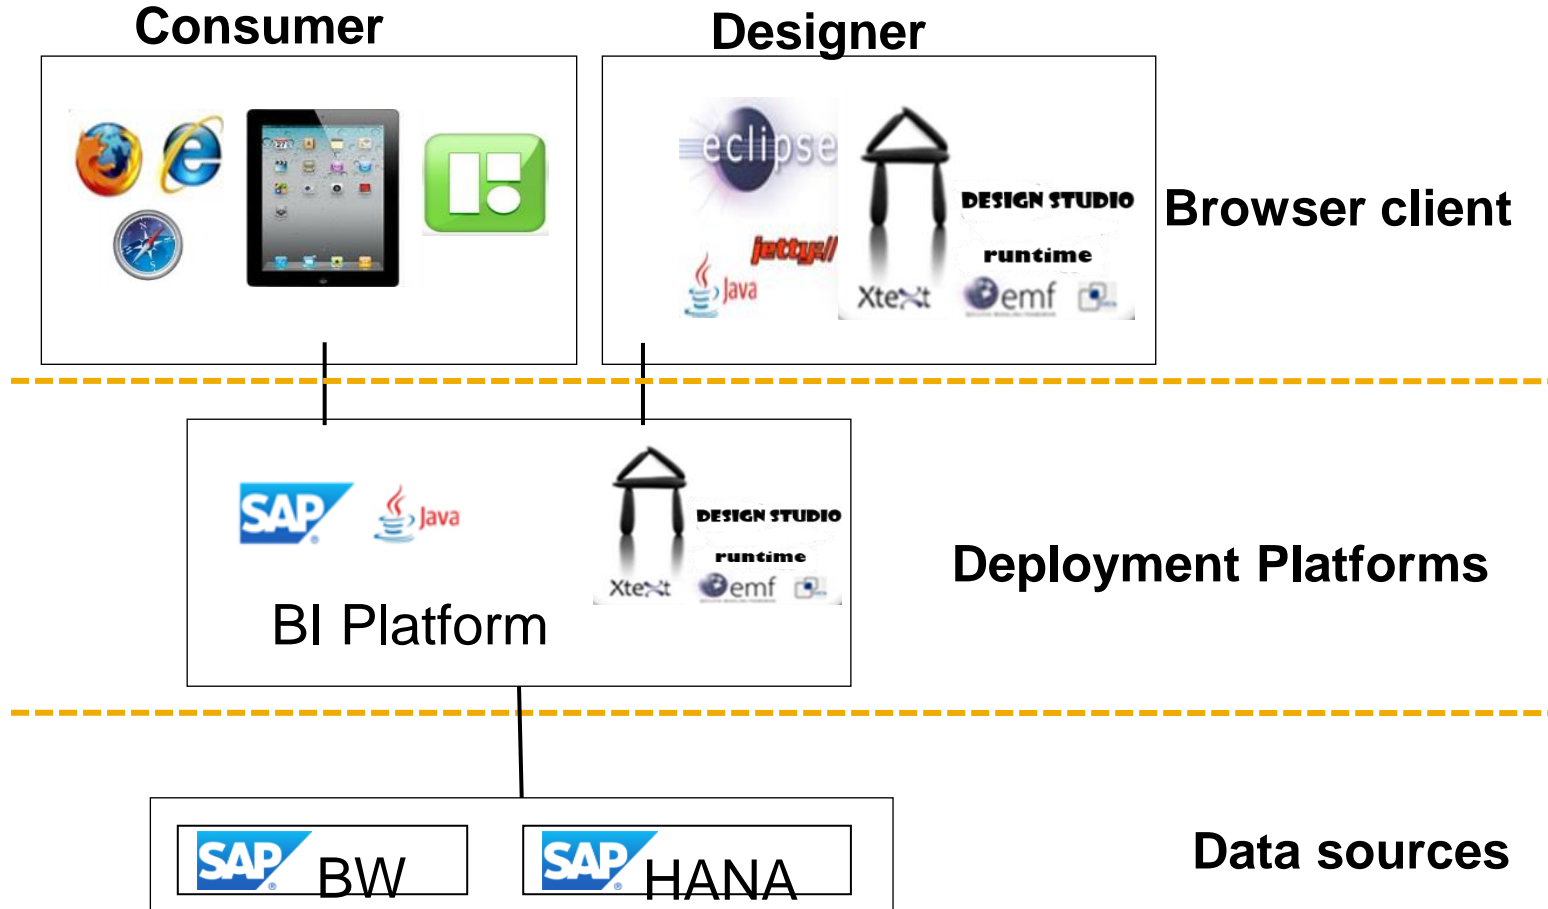 Consumer
Designer
eclipse
jetty://
Java
DESIGN STUDIO
runtime
Xtext
emf
Browser client
SAP
Java
DESIGN STUDIO
runtime
Xtext
emf
BI Platform
Deployment Platforms
SAP BW
SAP HANA
Data sources